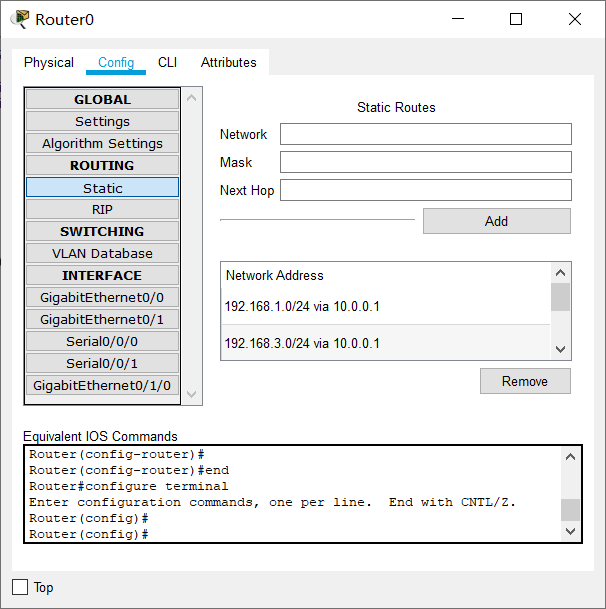 Router0
Physical Config CLI Attributes
GLOBAL
Settings
Algorithm Settings
ROUTING
Static
RIP
SWITCHING
VLAN Database
INTERFACE
GigabitEthernet0/0
GigabitEthernet0/1
Serial0/0/0
Serial0/0/1
GigabitEthernet0/1/0
Static Routes
Network
Mask
Next Hop
Add
Network Address
192.168.1.0/24 via 10.0.0.1
192.168.3.0/24 via 10.0.0.1
Remove
Equivalent IOS Commands
Router(config-router)#
Router(config-router)#end
Router#configure terminal
Enter configuration commands, one per line.  End with CNTL/Z.
Router(config)#
Router(config)#
Top